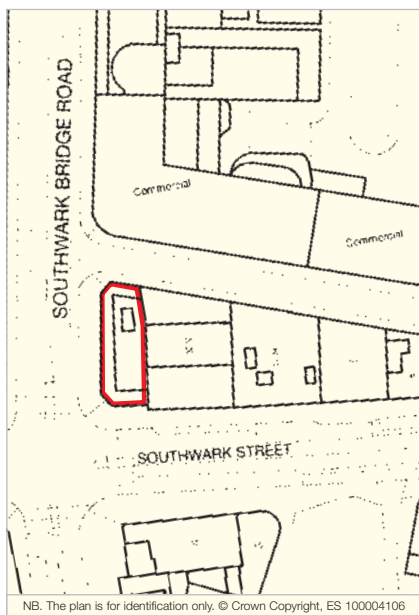 SOUTHWARK BRIDGE ROAD
Commercial
Commercial
SOUTHWARK STREET
NB. The plan is for identification only. © Crown Copyright, ES 100004106